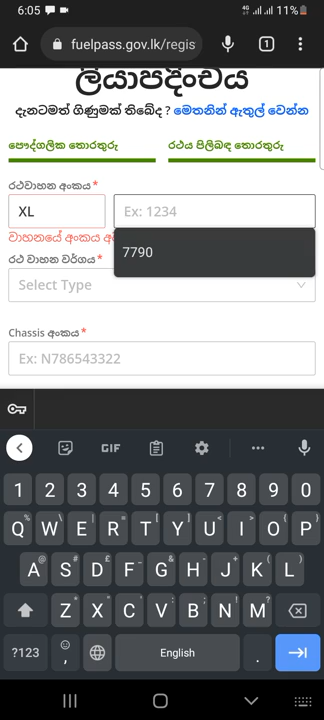 6:05
4G
11%
fuelpass.gov.lk/regis
1
ලියාපදිංචිය
දැනටමත් ගිණුමක් තිබේද ? මෙතනින් ඇතුල් වෙන්න
පෞද්ගලික තොරතුරු
රථය පිලිබඳ තොරතුරු
රථවාහන අංකය*
XL
Ex: 1234
වාහනයේ අංකය
7790
රථ වාහන වර්ගය*
Select Type
Chassis අංකය*
Ex: N786543322
GIF
1 2 3 4 5 6 7 8 9 0
Q W E R T Y U I O P
A S D F G H J K L
Z X C V B N M
?123 , English .